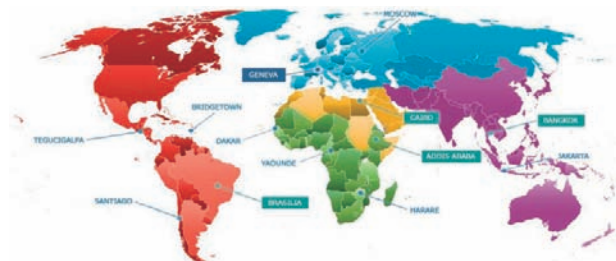 MOSCOW
GENEVA
BRIDGETOWN
CAIRO
BANGKOK
TEGUCIGALPA
DAKAR
YAOUNDE
ADDIS ABABA
JAKARTA
SANTIAGO
BRASILIA
HARARE